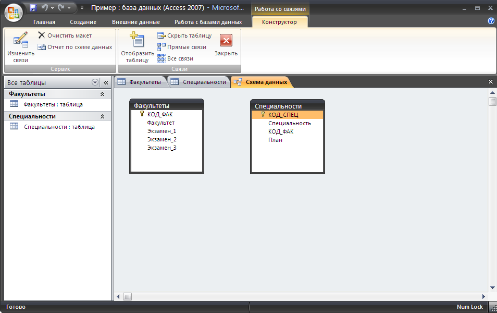 Пример : база данных (Access 2007) - Microsof...
Работа со связями
Главная Создание Внешние данные Работа с базами данных Конструктор
Изменить связи
Очистить макет
Отчет по схеме данных
Сервис
Отобразить таблицу
Скрыть таблицу
Прямые связи
Все связи
Закрыть
Связи
Все таблицы
Факультеты
Факультеты : таблица
Специальности
Специальности : таблица
Факультеты Специальности Схема данных
Факультеты
КОД_ФАК
Факультет
Экзамен_1
Экзамен_2
Экзамен_3
Специальности
КОД_СПЕЦ
Специальность
КОД_ФАК
План
Готово
Num Lock